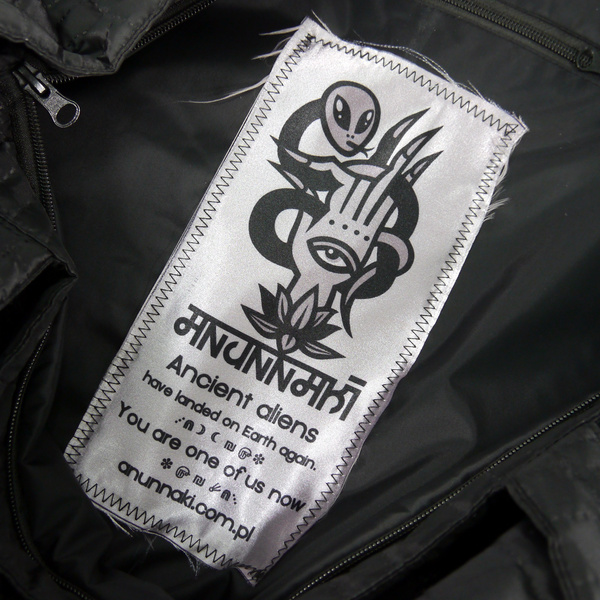 ANUNNAKI
Ancient aliens
have landed on Earth again.
You are one of us now
anunnaki.com.pl